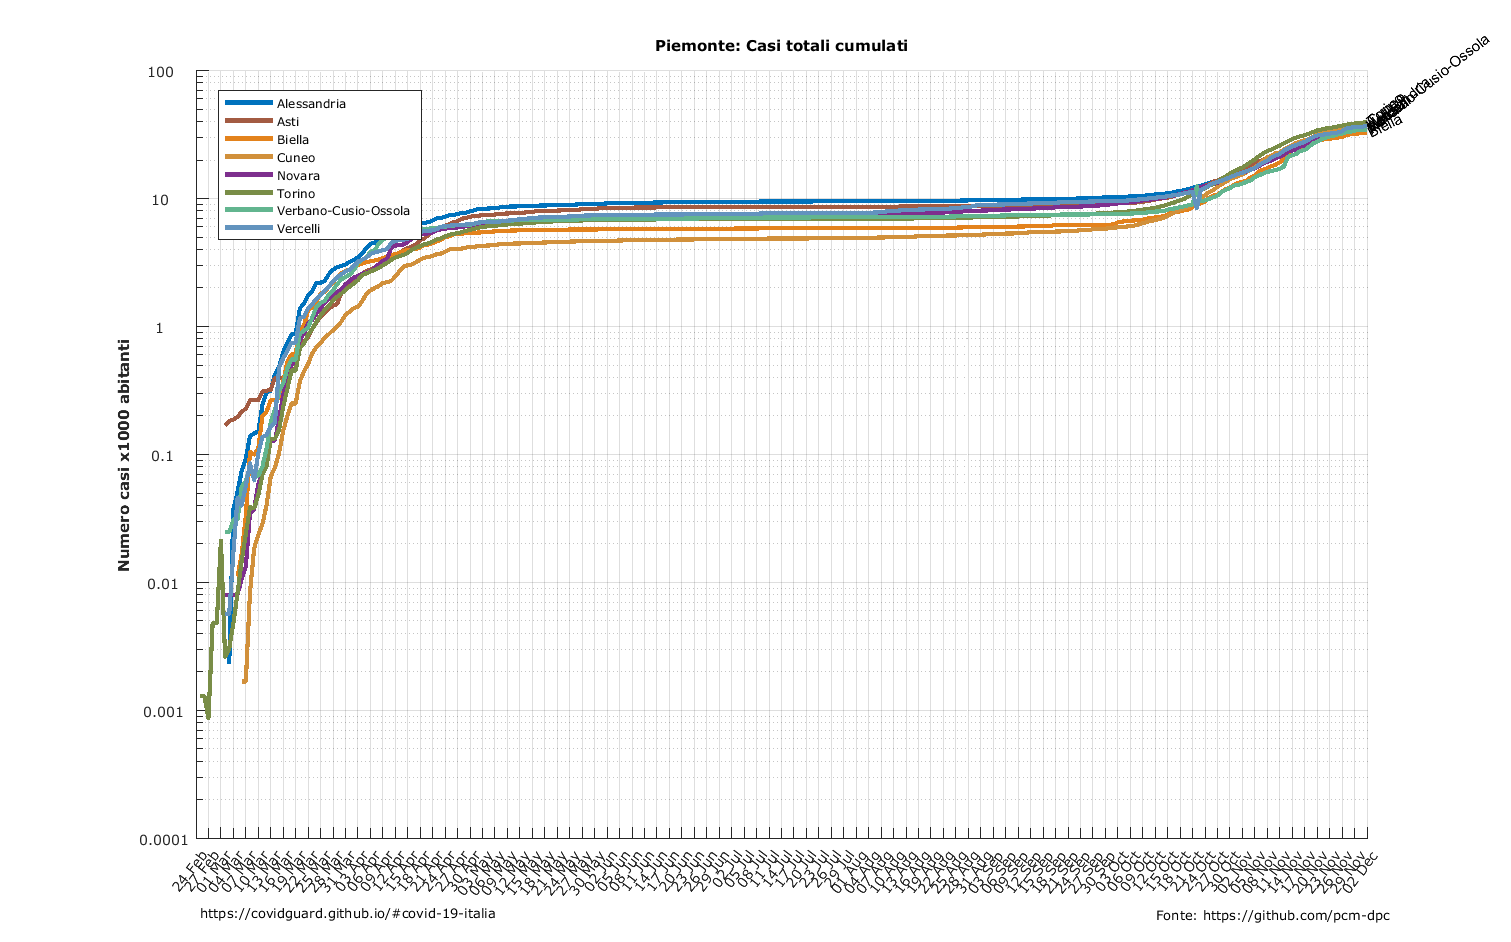 Piemonte: Casi totali cumulati
Numero casi x1000 abitanti
100
10
1
0.1
0.01
0.001
0.0001
Alessandria
Asti
Biella
Cuneo
Novara
Torino
Verbano-Cusio-Ossola
Vercelli
Biella
24 Feb
27 Feb
01 Mar
04 Mar
07 Mar
10 Mar
13 Mar
16 Mar
19 Mar
22 Mar
25 Mar
28 Mar
31 Mar
03 Apr
06 Apr
09 Apr
12 Apr
15 Apr
18 Apr
21 Apr
24 Apr
27 Apr
30 Apr
03 May
06 May
09 May
12 May
15 May
18 May
21 May
24 May
27 May
30 May
02 Jun
05 Jun
08 Jun
11 Jun
14 Jun
17 Jun
20 Jun
23 Jun
26 Jun
29 Jun
02 Jul
05 Jul
08 Jul
11 Jul
14 Jul
17 Jul
20 Jul
23 Jul
26 Jul
29 Jul
01 Aug
04 Aug
07 Aug
10 Aug
13 Aug
16 Aug
19 Aug
22 Aug
25 Aug
28 Aug
31 Aug
03 Sep
06 Sep
09 Sep
12 Sep
15 Sep
18 Sep
21 Sep
24 Sep
27 Sep
30 Sep
03 Oct
06 Oct
09 Oct
12 Oct
15 Oct
18 Oct
21 Oct
24 Oct
27 Oct
30 Oct
02 Nov
05 Nov
08 Nov
11 Nov
14 Nov
17 Nov
20 Nov
23 Nov
26 Nov
29 Nov
02 Dec
https://covidguard.github.io/#covid-19-italia
Fonte: https://github.com/pcm-dpc